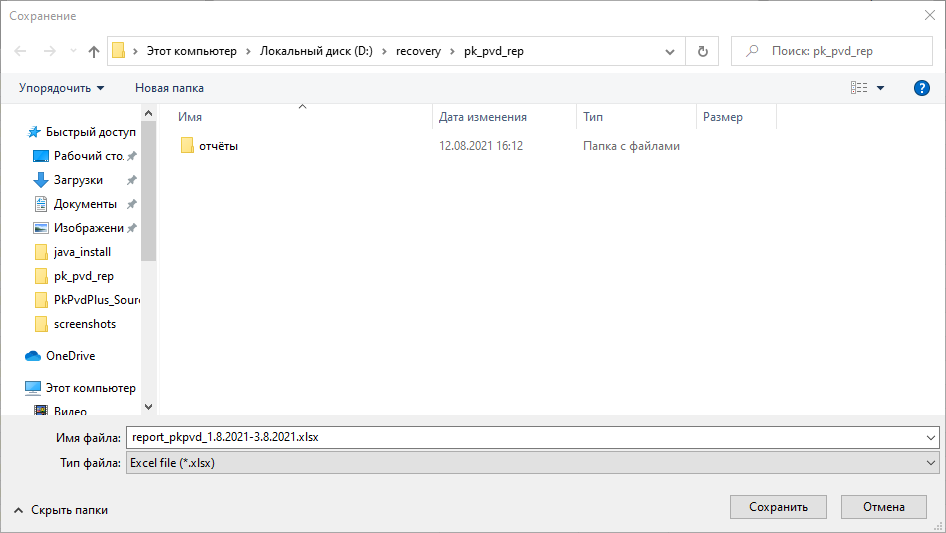 Сохранение
Этот компьютер > Локальный диск (D:) > recovery > pk_pvd_rep
Поиск: pk_pvd_rep
Упорядочить
Новая папка
?
Имя
Дата изменения
Тип
Размер
отчёты
12.08.2021 16:12
Папка с файлами
Быстрый доступ
Рабочий сто
Загрузки
Документы
Изображени
java_install
pk_pvd_rep
PkPvdPlus_Sour
screenshots
OneDrive
Этот компьютер
Видео
Имя файла:
report_pkpvd_1.8.2021-3.8.2021.xlsx
Тип файла:
Excel file (*.xlsx)
Скрыть папки
Сохранить
Отмена